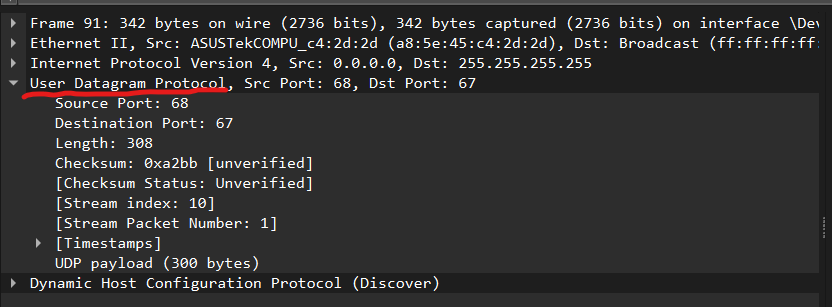 Frame 91: 342 bytes on wire (2736 bits), 342 bytes captured (2736 bits) on interface \Dev
Ethernet II, Src: ASUSTekCOMPU_c4:2d:2d (a8:5e:45:c4:2d:2d), Dst: Broadcast (ff:ff:ff:ff:
Internet Protocol Version 4, Src: 0.0.0.0, Dst: 255.255.255.255
User Datagram Protocol, Src Port: 68, Dst Port: 67
Source Port: 68
Destination Port: 67
Length: 308
Checksum: 0xa2bb [unverified]
[Checksum Status: Unverified]
[Stream index: 10]
[Stream Packet Number: 1]
[Timestamps]
UDP payload (300 bytes)
Dynamic Host Configuration Protocol (Discover)